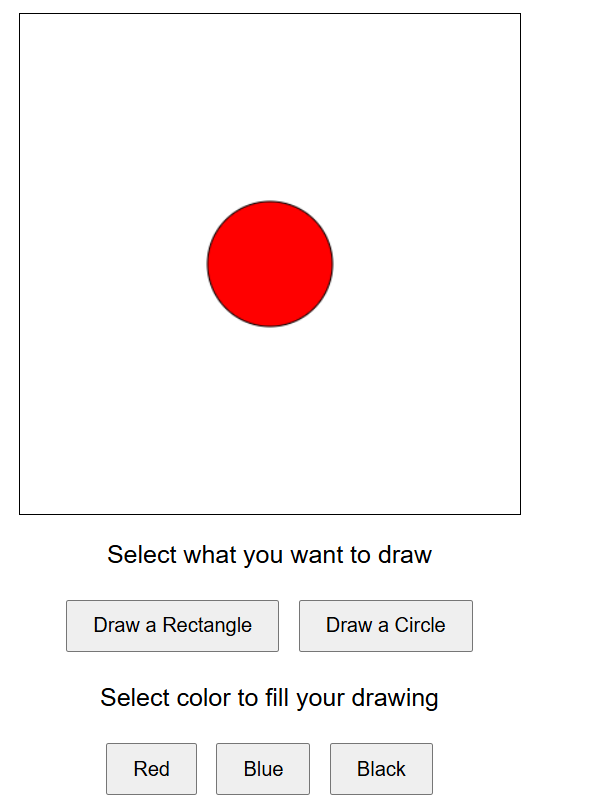 Select what you want to draw
Draw a Rectangle Draw a Circle
Select color to fill your drawing
Red Blue Black